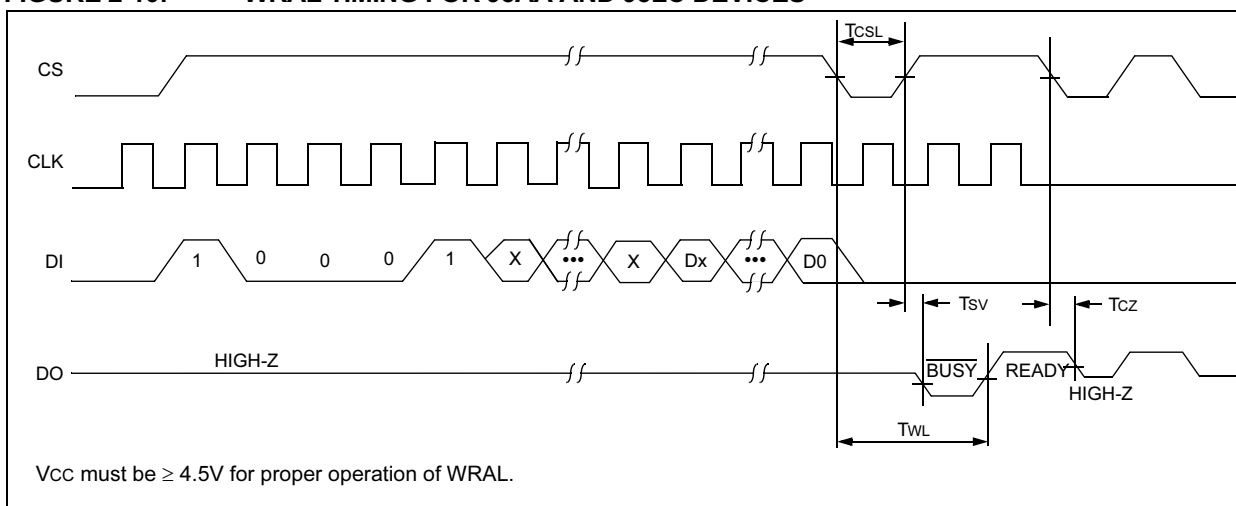 TCSL
CS
CLK
DI 1 0 0 0 1 X ••• X Dx ••• D0
TSV TCZ
HIGH-Z
DO BUSY READY
HIGH-Z
TWL
VCC must be ≥ 4.5V for proper operation of WRAL.